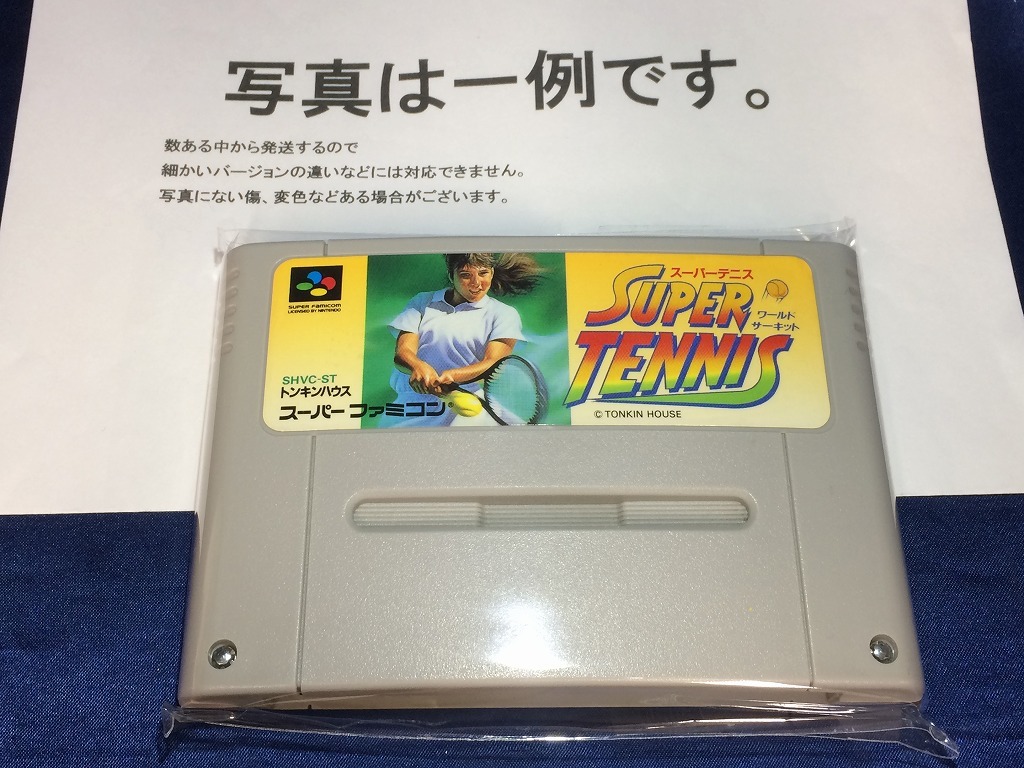 写真は一例です。
数ある中から発送するので
細かいバージョンの違いなどには対応できません。
写真にない傷、変色などある場合がございます。
SUPER FAMICOM
LICENSED BY NINTENDO
SHVC-ST
トンキンハウス
スーパーファミコン®
スーパーテニス
SUPER
TENNIS
ワールド
サーキット
© TONKIN HOUSE